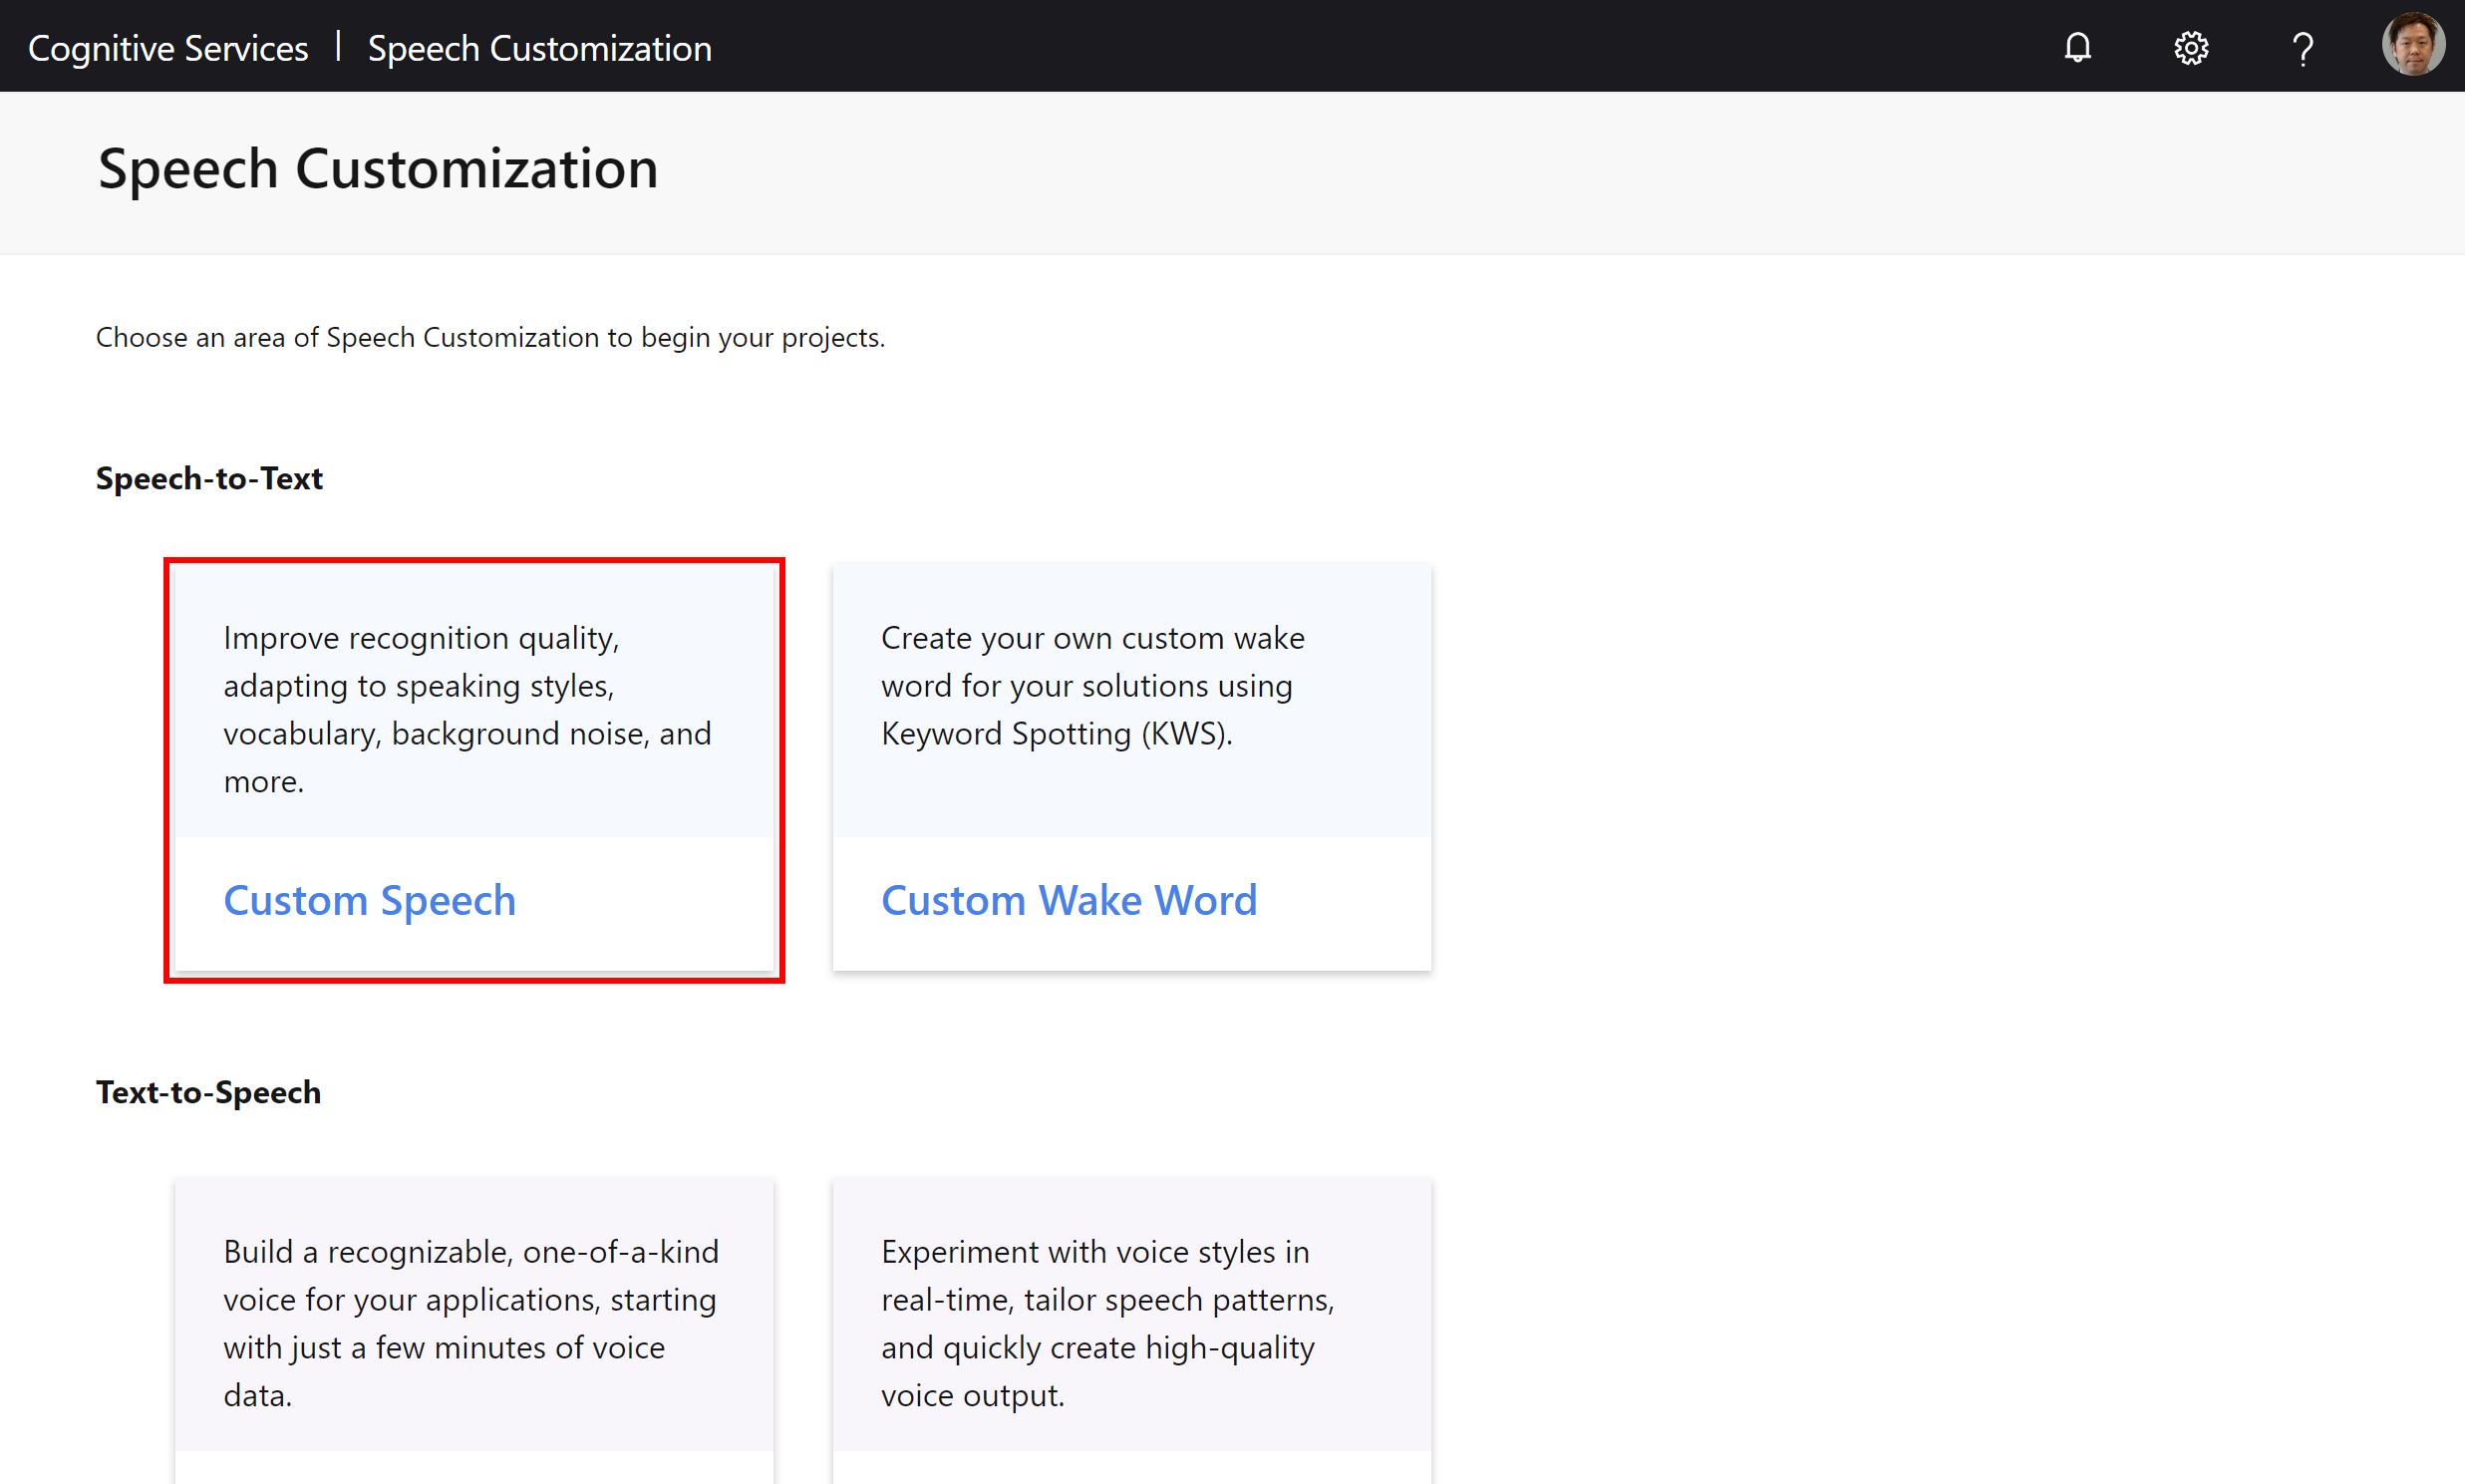 Cognitive Services | Speech Customization
Speech Customization
Choose an area of Speech Customization to begin your projects.
Speech-to-Text
Improve recognition quality,
adapting to speaking styles,
vocabulary, background noise, and
more.
Custom Speech
Create your own custom wake
word for your solutions using
Keyword Spotting (KWS).
Custom Wake Word
Text-to-Speech
Build a recognizable, one-of-a-kind
voice for your applications, starting
with just a few minutes of voice
data.
Experiment with voice styles in
real-time, tailor speech patterns,
and quickly create high-quality
voice output.